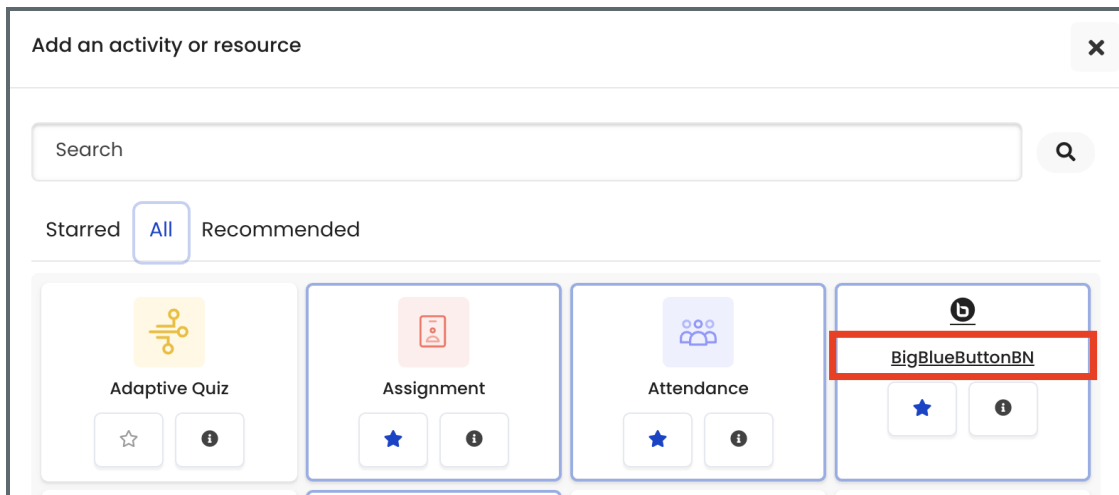 Add an activity or resource
Search
Starred All Recommended
BigBlueButtonBN
Adaptive Quiz Assignment Attendance